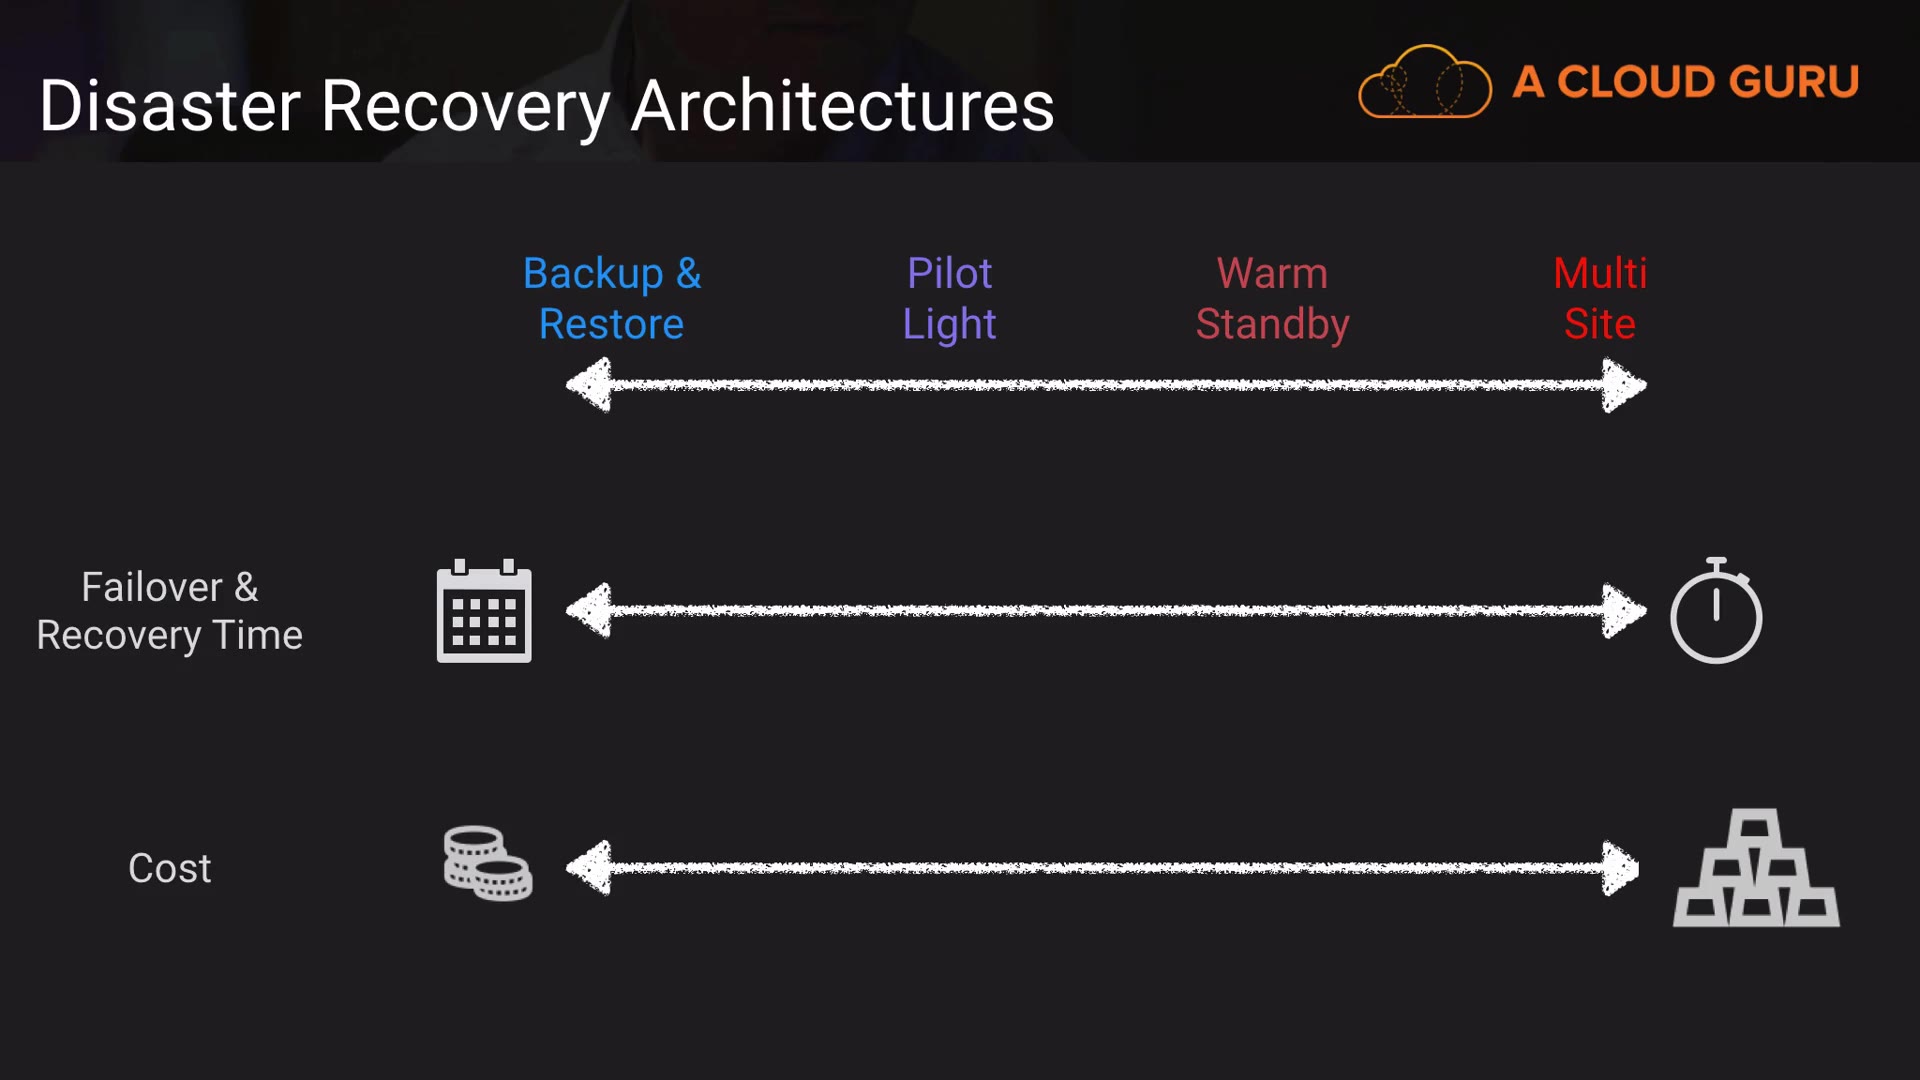 Disaster Recovery Architectures
A CLOUD GURU
Backup &
Restore
Pilot
Light
Warm
Standby
Multi
Site
Failover &
Recovery Time
Cost